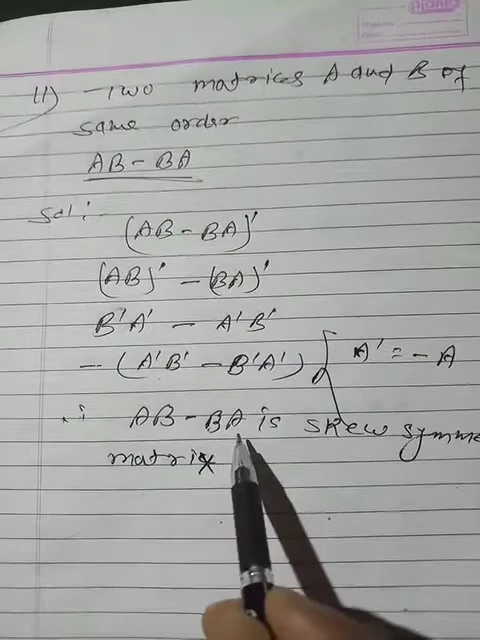 11) Two matrices A and B of
same order
AB - BA
Sol:
(AB - BA)'
(AB)' - (BA)'
B'A' - A'B'
- (A'B' - B'A') A' = - A
∴ AB - BA is skew symme
matrix